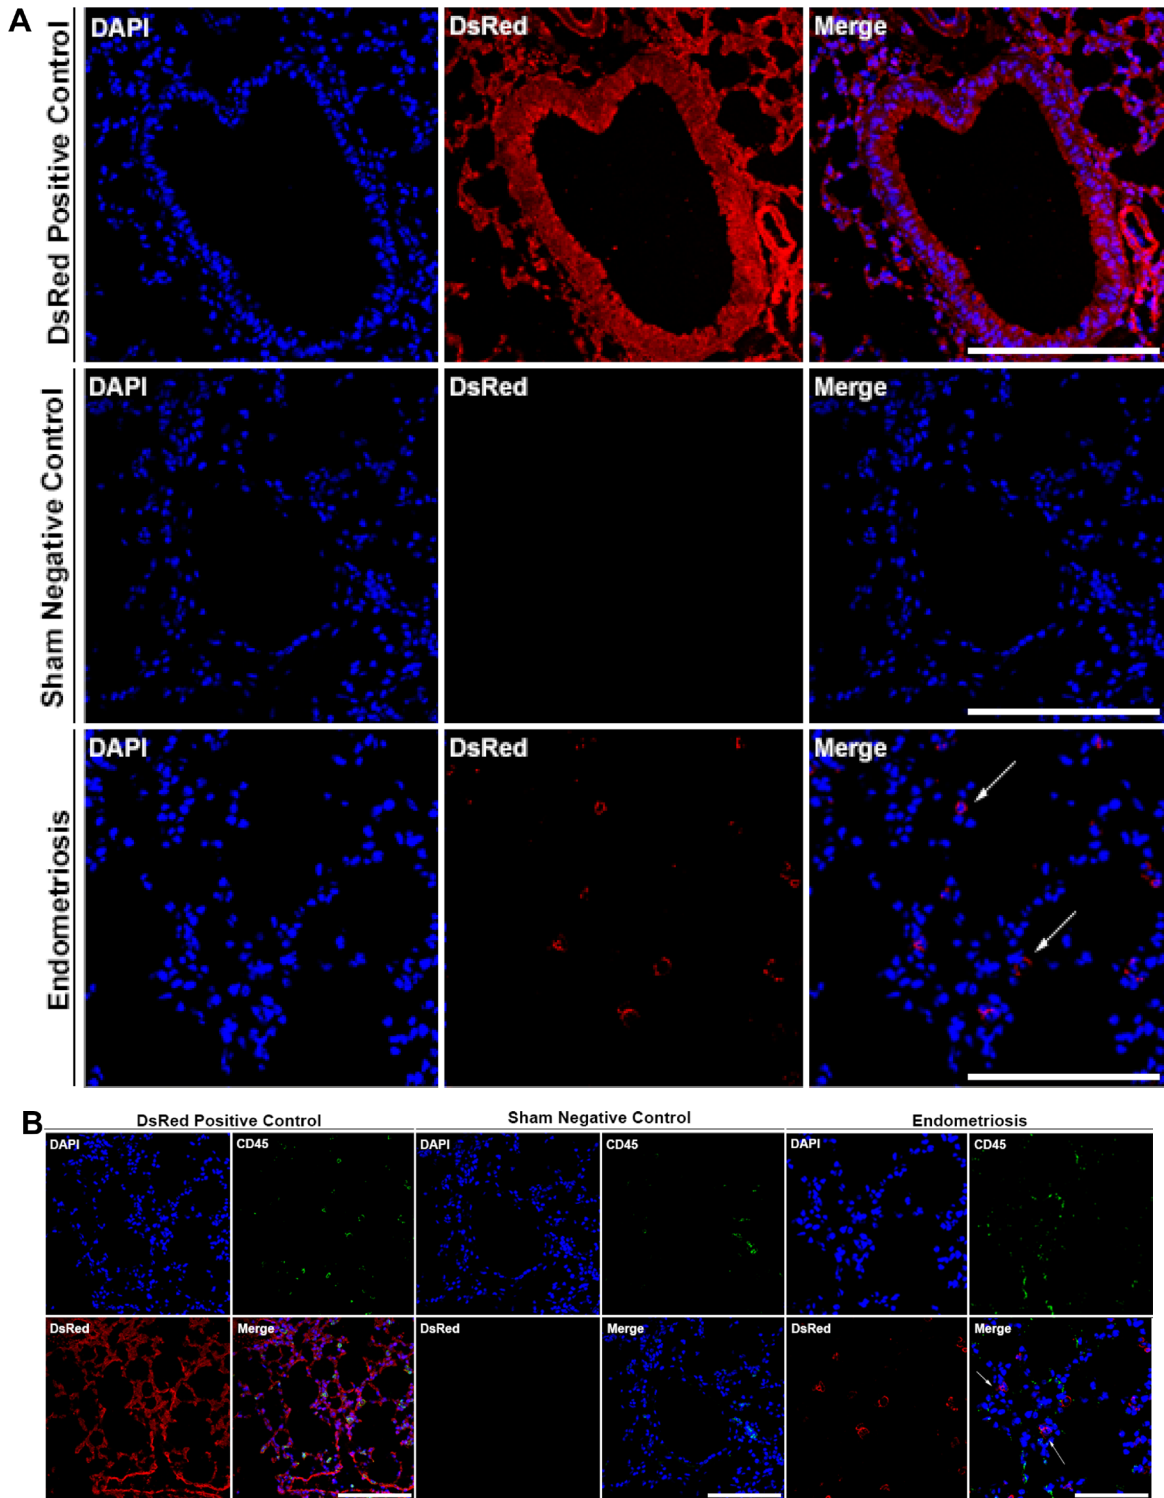 A
DsRed Positive Control
DAPI
DsRed
Merge
Sham Negative Control
DAPI
DsRed
Merge
Endometriosis
DAPI
DsRed
Merge
B
DsRed Positive Control
Sham Negative Control
Endometriosis
DAPI
CD45
DAPI
CD45
DAPI
CD45
DsRed
Merge
DsRed
Merge
DsRed
Merge